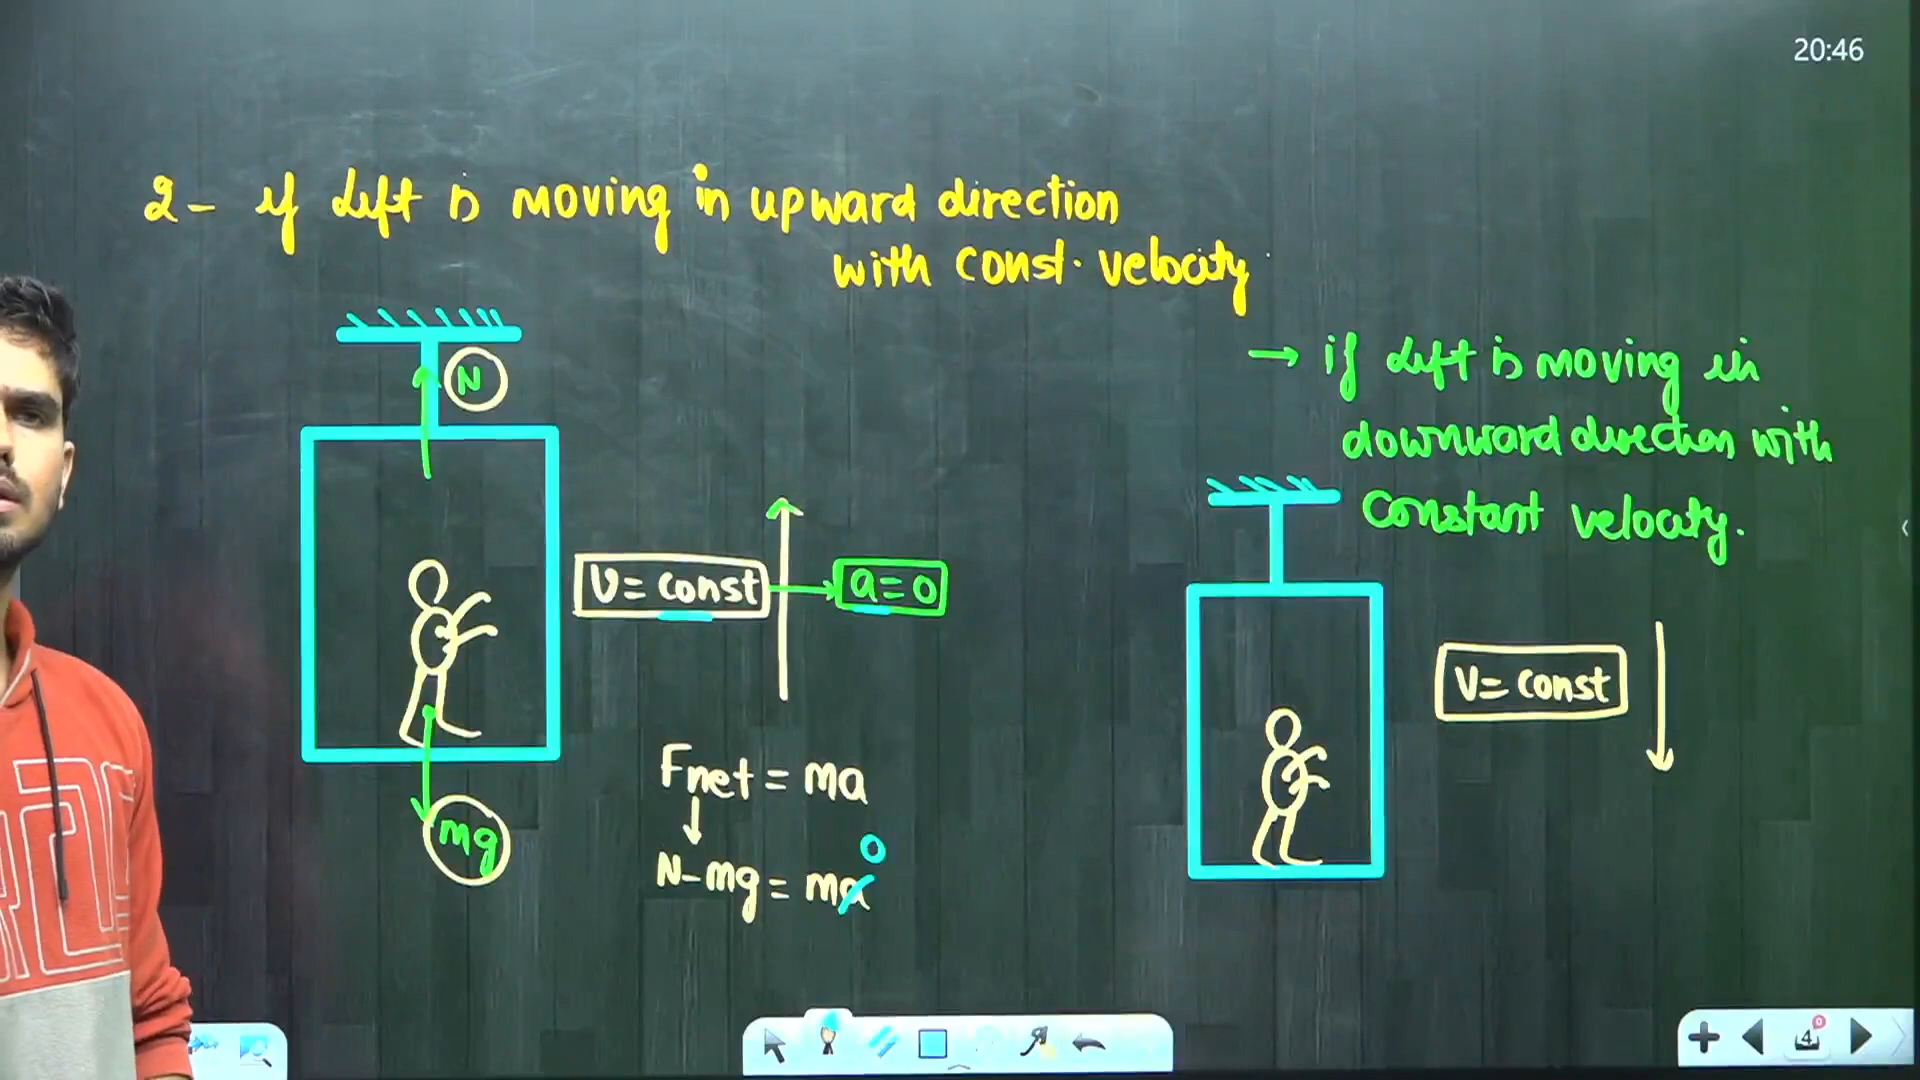 20:46
2- if Lift is moving in upward direction
with const. velocity
N
→ if Lift is moving in
downward direction with
constant velocity.
V= const
a=0
V= const
Fnet = ma
0
N-mg = ma
mg
4